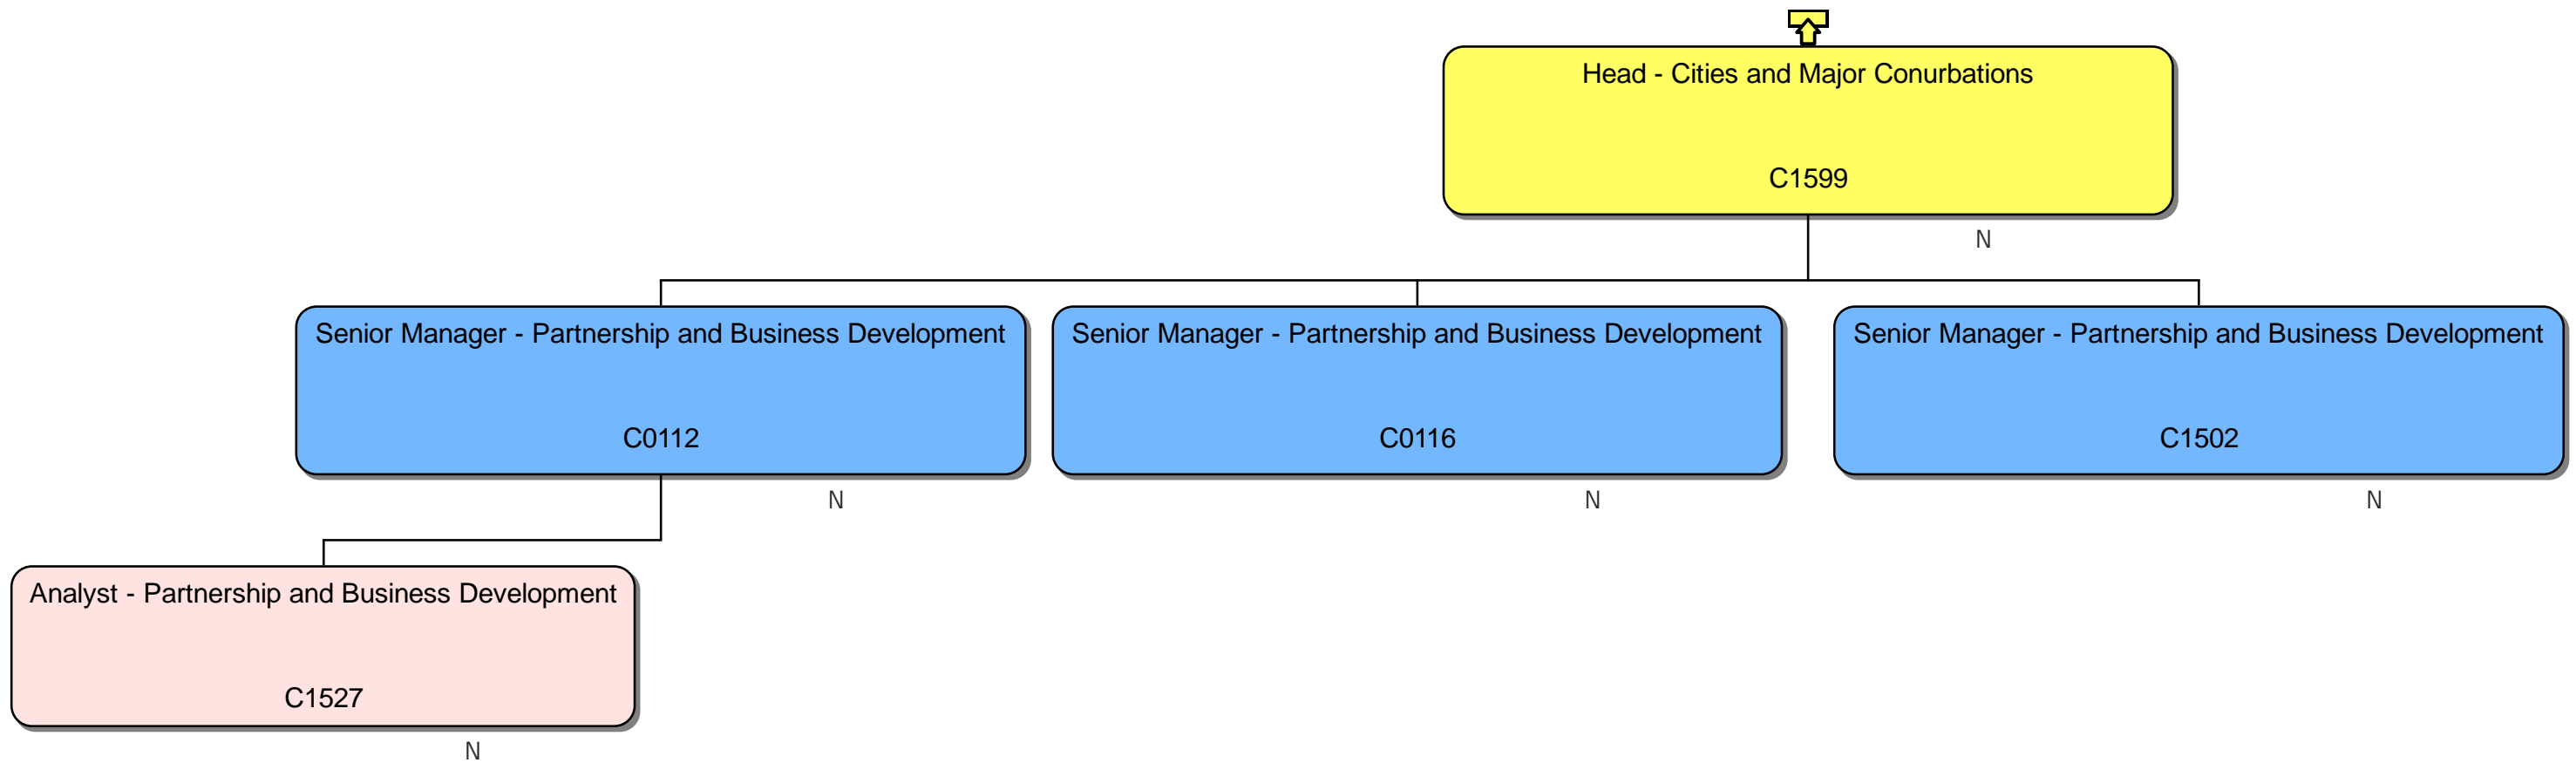 Head - Cities and Major Conurbations
C1599
N
Senior Manager - Partnership and Business Development
C0112
N
Senior Manager - Partnership and Business Development
C0116
N
Senior Manager - Partnership and Business Development
C1502
N
Analyst - Partnership and Business Development
C1527
N